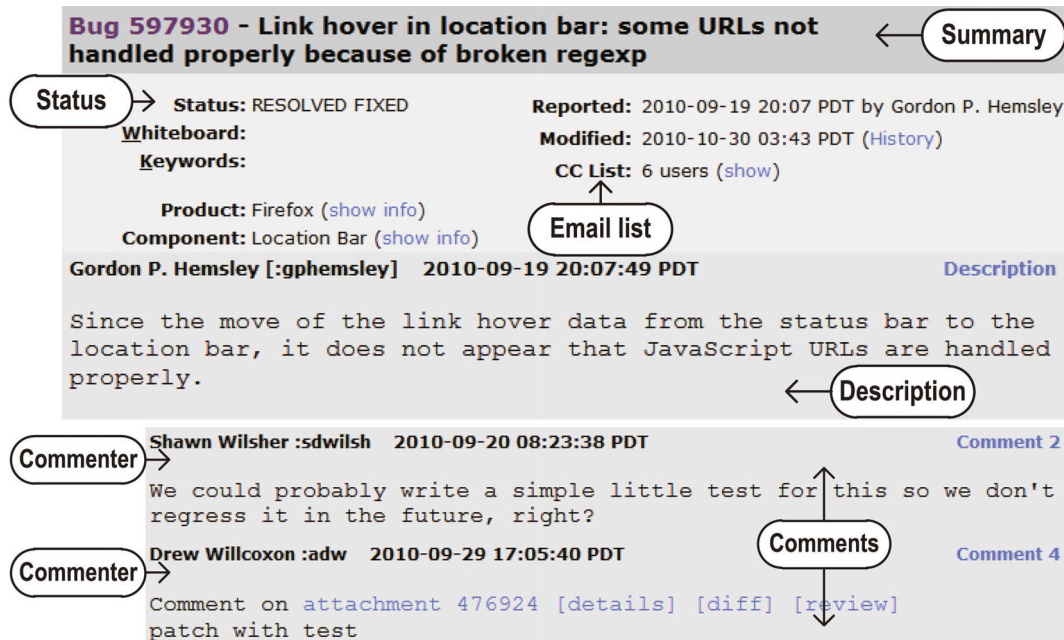 Bug 597930 - Link hover in location bar: some URLs not
handled properly because of broken regexp
Summary
Status
Status: RESOLVED FIXED
Whiteboard:
Keywords:
Product: Firefox (show info)
Component: Location Bar (show info)
Reported: 2010-09-19 20:07 PDT by Gordon P. Hemsley
Modified: 2010-10-30 03:43 PDT (History)
CC List: 6 users (show)
Email list
Gordon P. Hemsley [:gphemsley] 2010-09-19 20:07:49 PDT Description
Since the move of the link hover data from the status bar to the
location bar, it does not appear that JavaScript URLs are handled
properly.
Description
Commenter
Shawn Wilsher :sdwilsh 2010-09-20 08:23:38 PDT Comment 2
We could probably write a simple little test for this so we don't
regress it in the future, right?
Comments
Commenter
Drew Willcoxon :adw 2010-09-29 17:05:40 PDT Comment 4
Comment on attachment 476924 [details] [diff] [review]
patch with test